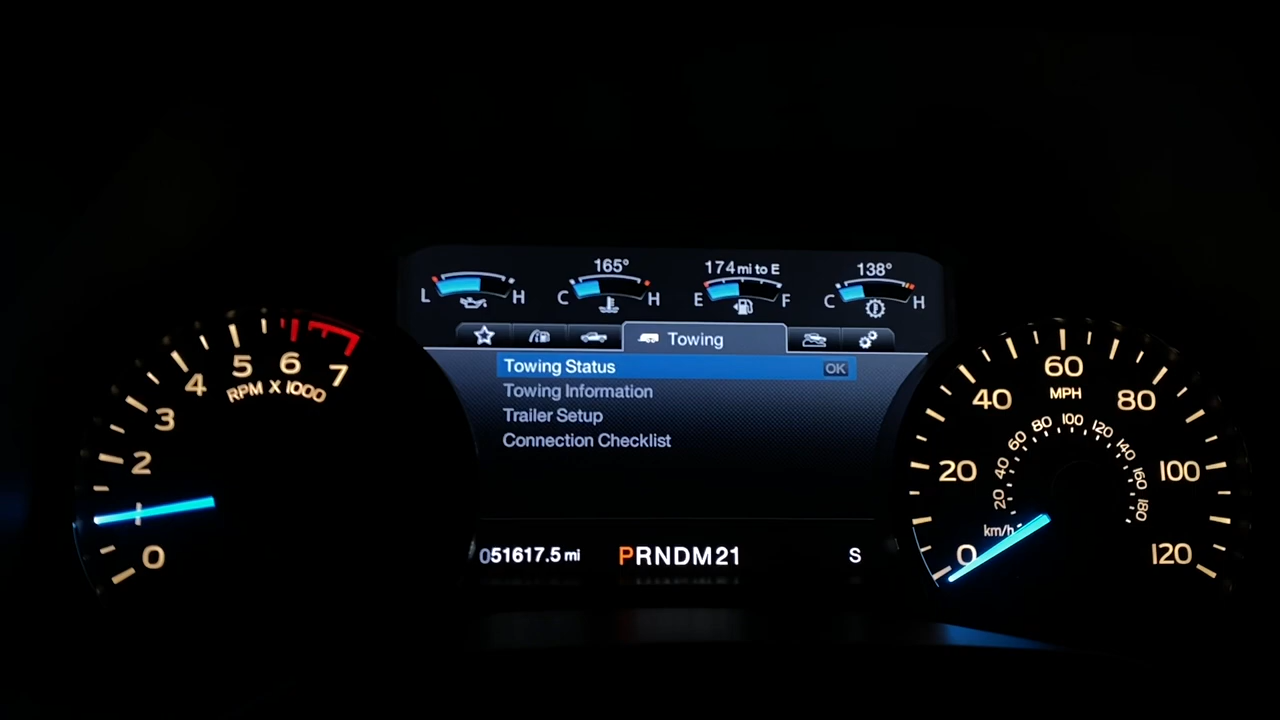 165°
174 mi to E
138°
L H
C H
E F
C H
Towing
Towing Status OK
Towing Information
Trailer Setup
Connection Checklist
051617.5 mi PRNDM21 S
0 1 2 3 4 5 6 7
RPM X 1000
0 20 40 60 80 100 120
MPH
20 40 60 80 100 120 140 160 180
km/h